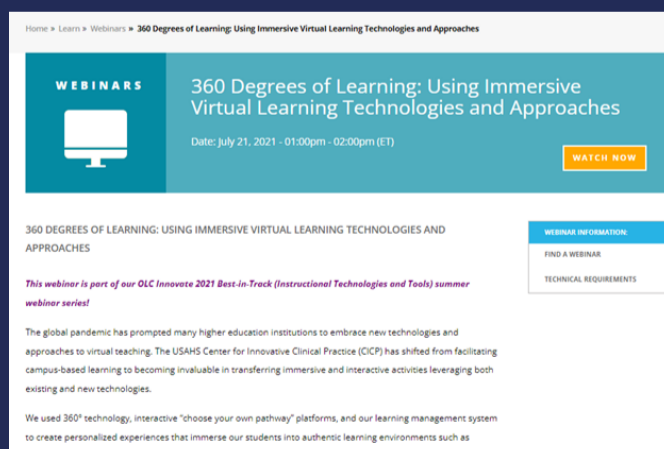 Home » Learn » Webinars » 360 Degrees of Learning: Using Immersive Virtual Learning Technologies and Approaches
WEBINARS
360 Degrees of Learning: Using Immersive
Virtual Learning Technologies and Approaches
Date: July 21, 2021 - 01:00pm - 02:00pm (ET)
WATCH NOW
360 DEGREES OF LEARNING: USING IMMERSIVE VIRTUAL LEARNING TECHNOLOGIES AND
APPROACHES
This webinar is part of our OLC Innovate 2021 Best-in-Track (Instructional Technologies and Tools) summer
webinar series!
The global pandemic has prompted many higher education institutions to embrace new technologies and
approaches to virtual teaching. The USAHS Center for Innovative Clinical Practice (CICP) has shifted from facilitating
campus-based learning to becoming invaluable in transferring immersive and interactive activities leveraging both
existing and new technologies.
We used 360° technology, interactive "choose your own pathway" platforms, and our learning management system
to create personalized experiences that immerse our students into authentic learning environments such as
WEBINAR INFORMATION:
FIND A WEBINAR
TECHNICAL REQUIREMENTS